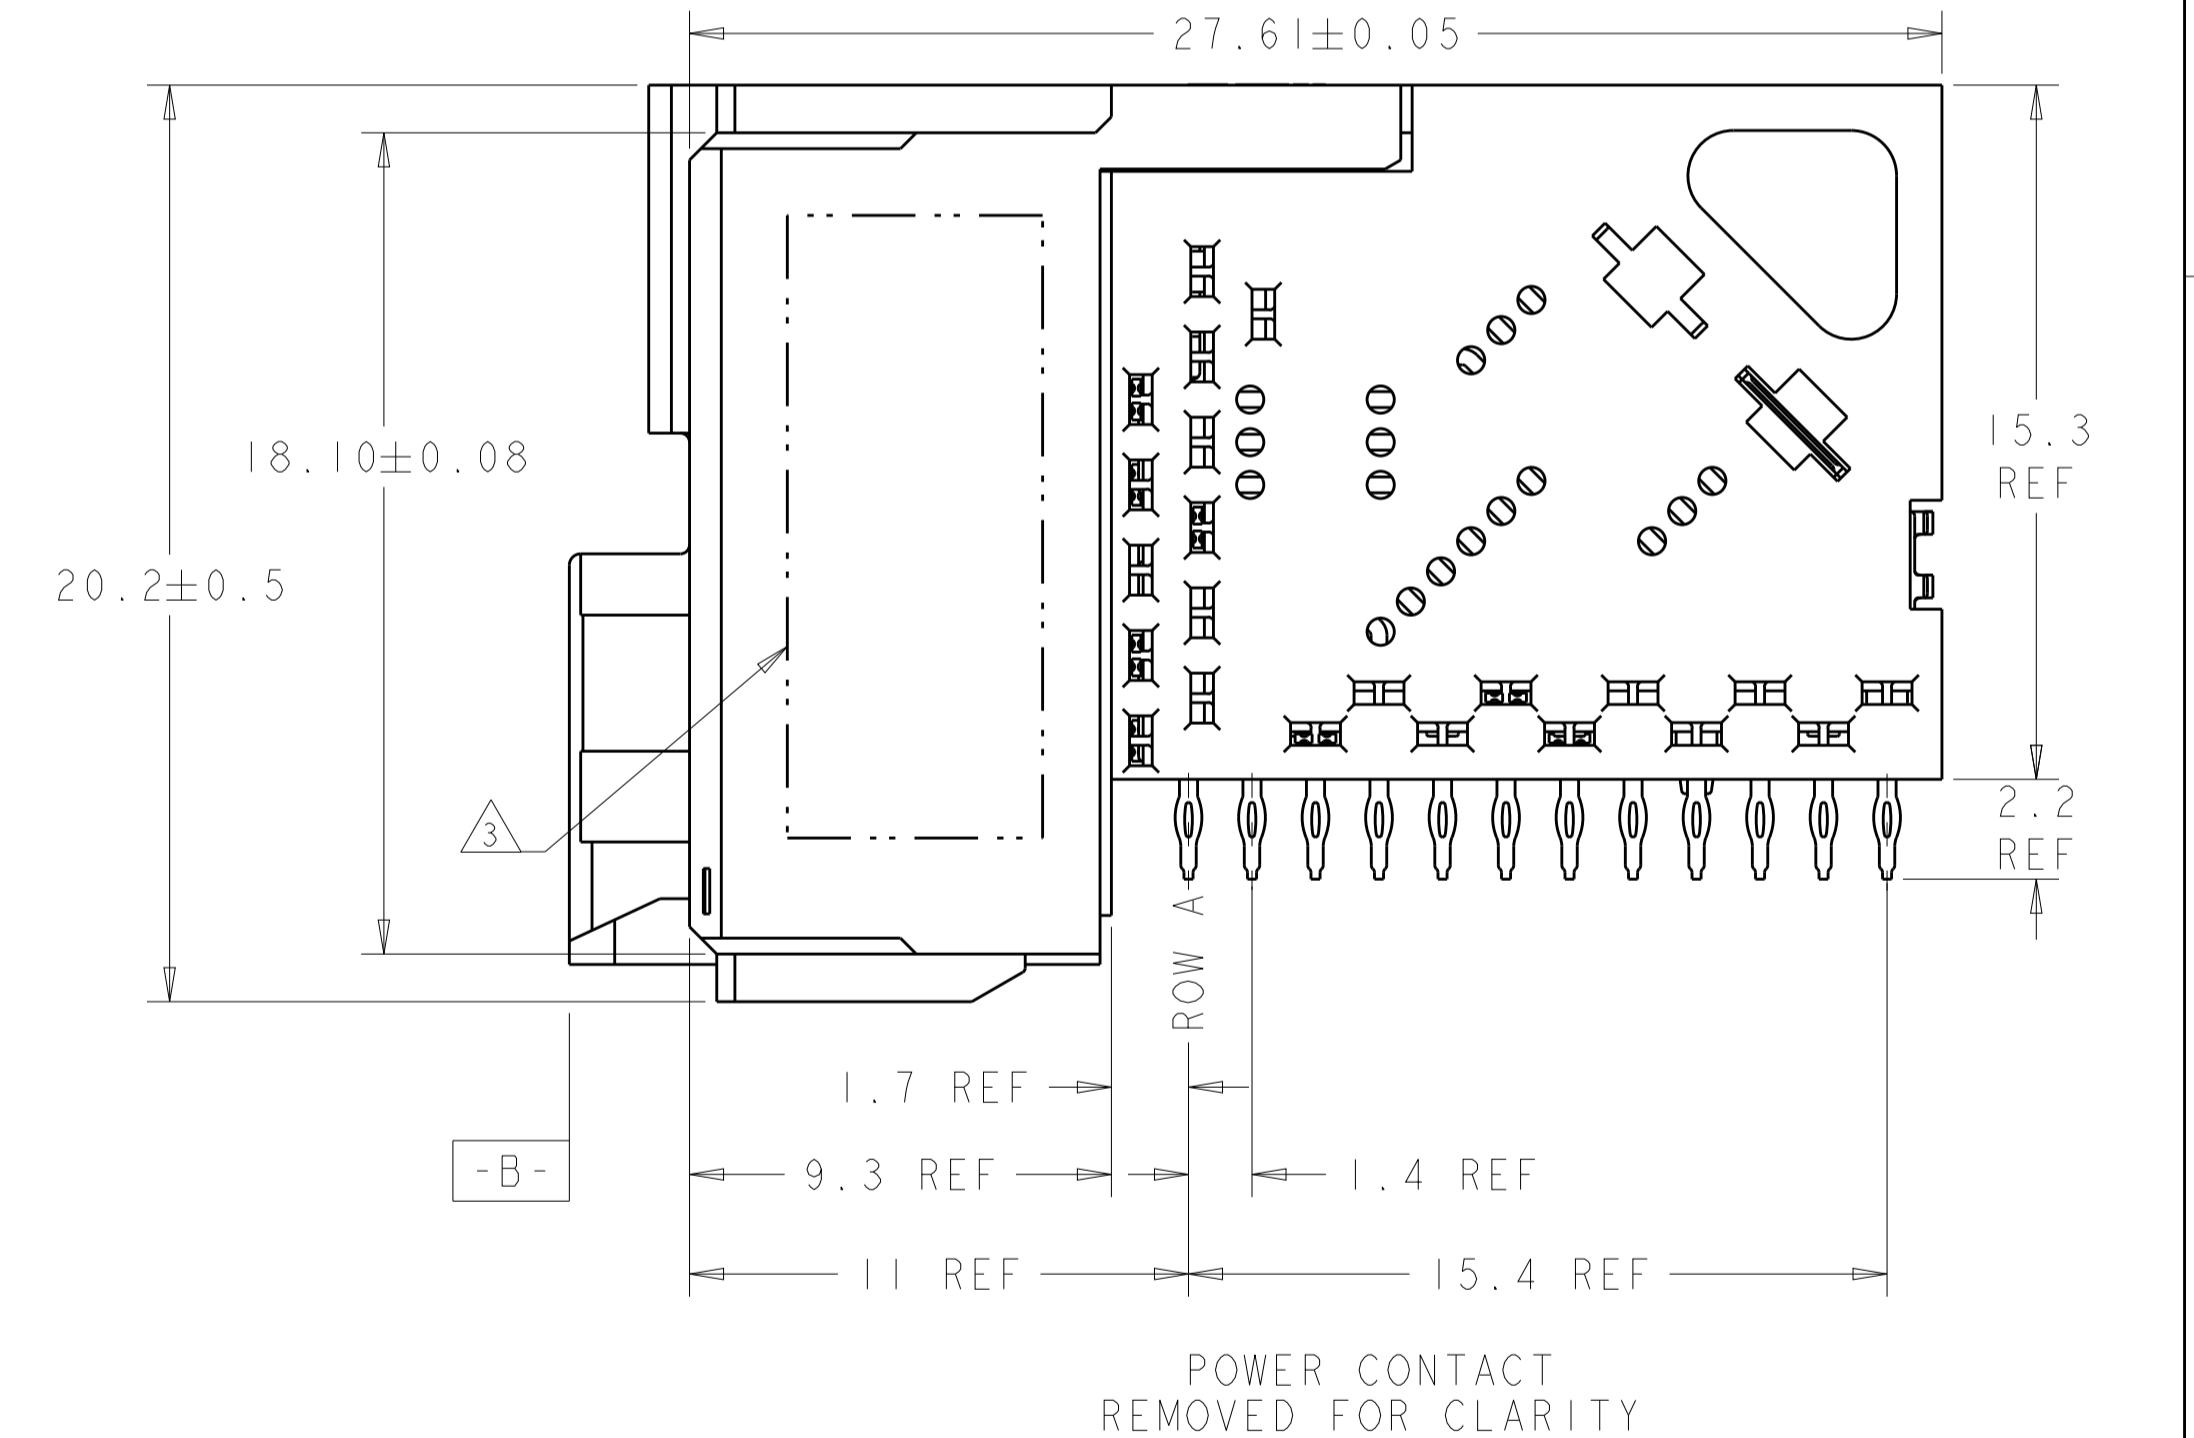 27.61±0.05
18.10±0.08
15.3
REF
20.2±0.5
2.2
REF
3
ROW A
1.7 REF
-B-
9.3 REF
1.4 REF
11 REF
15.4 REF
POWER CONTACT
REMOVED FOR CLARITY